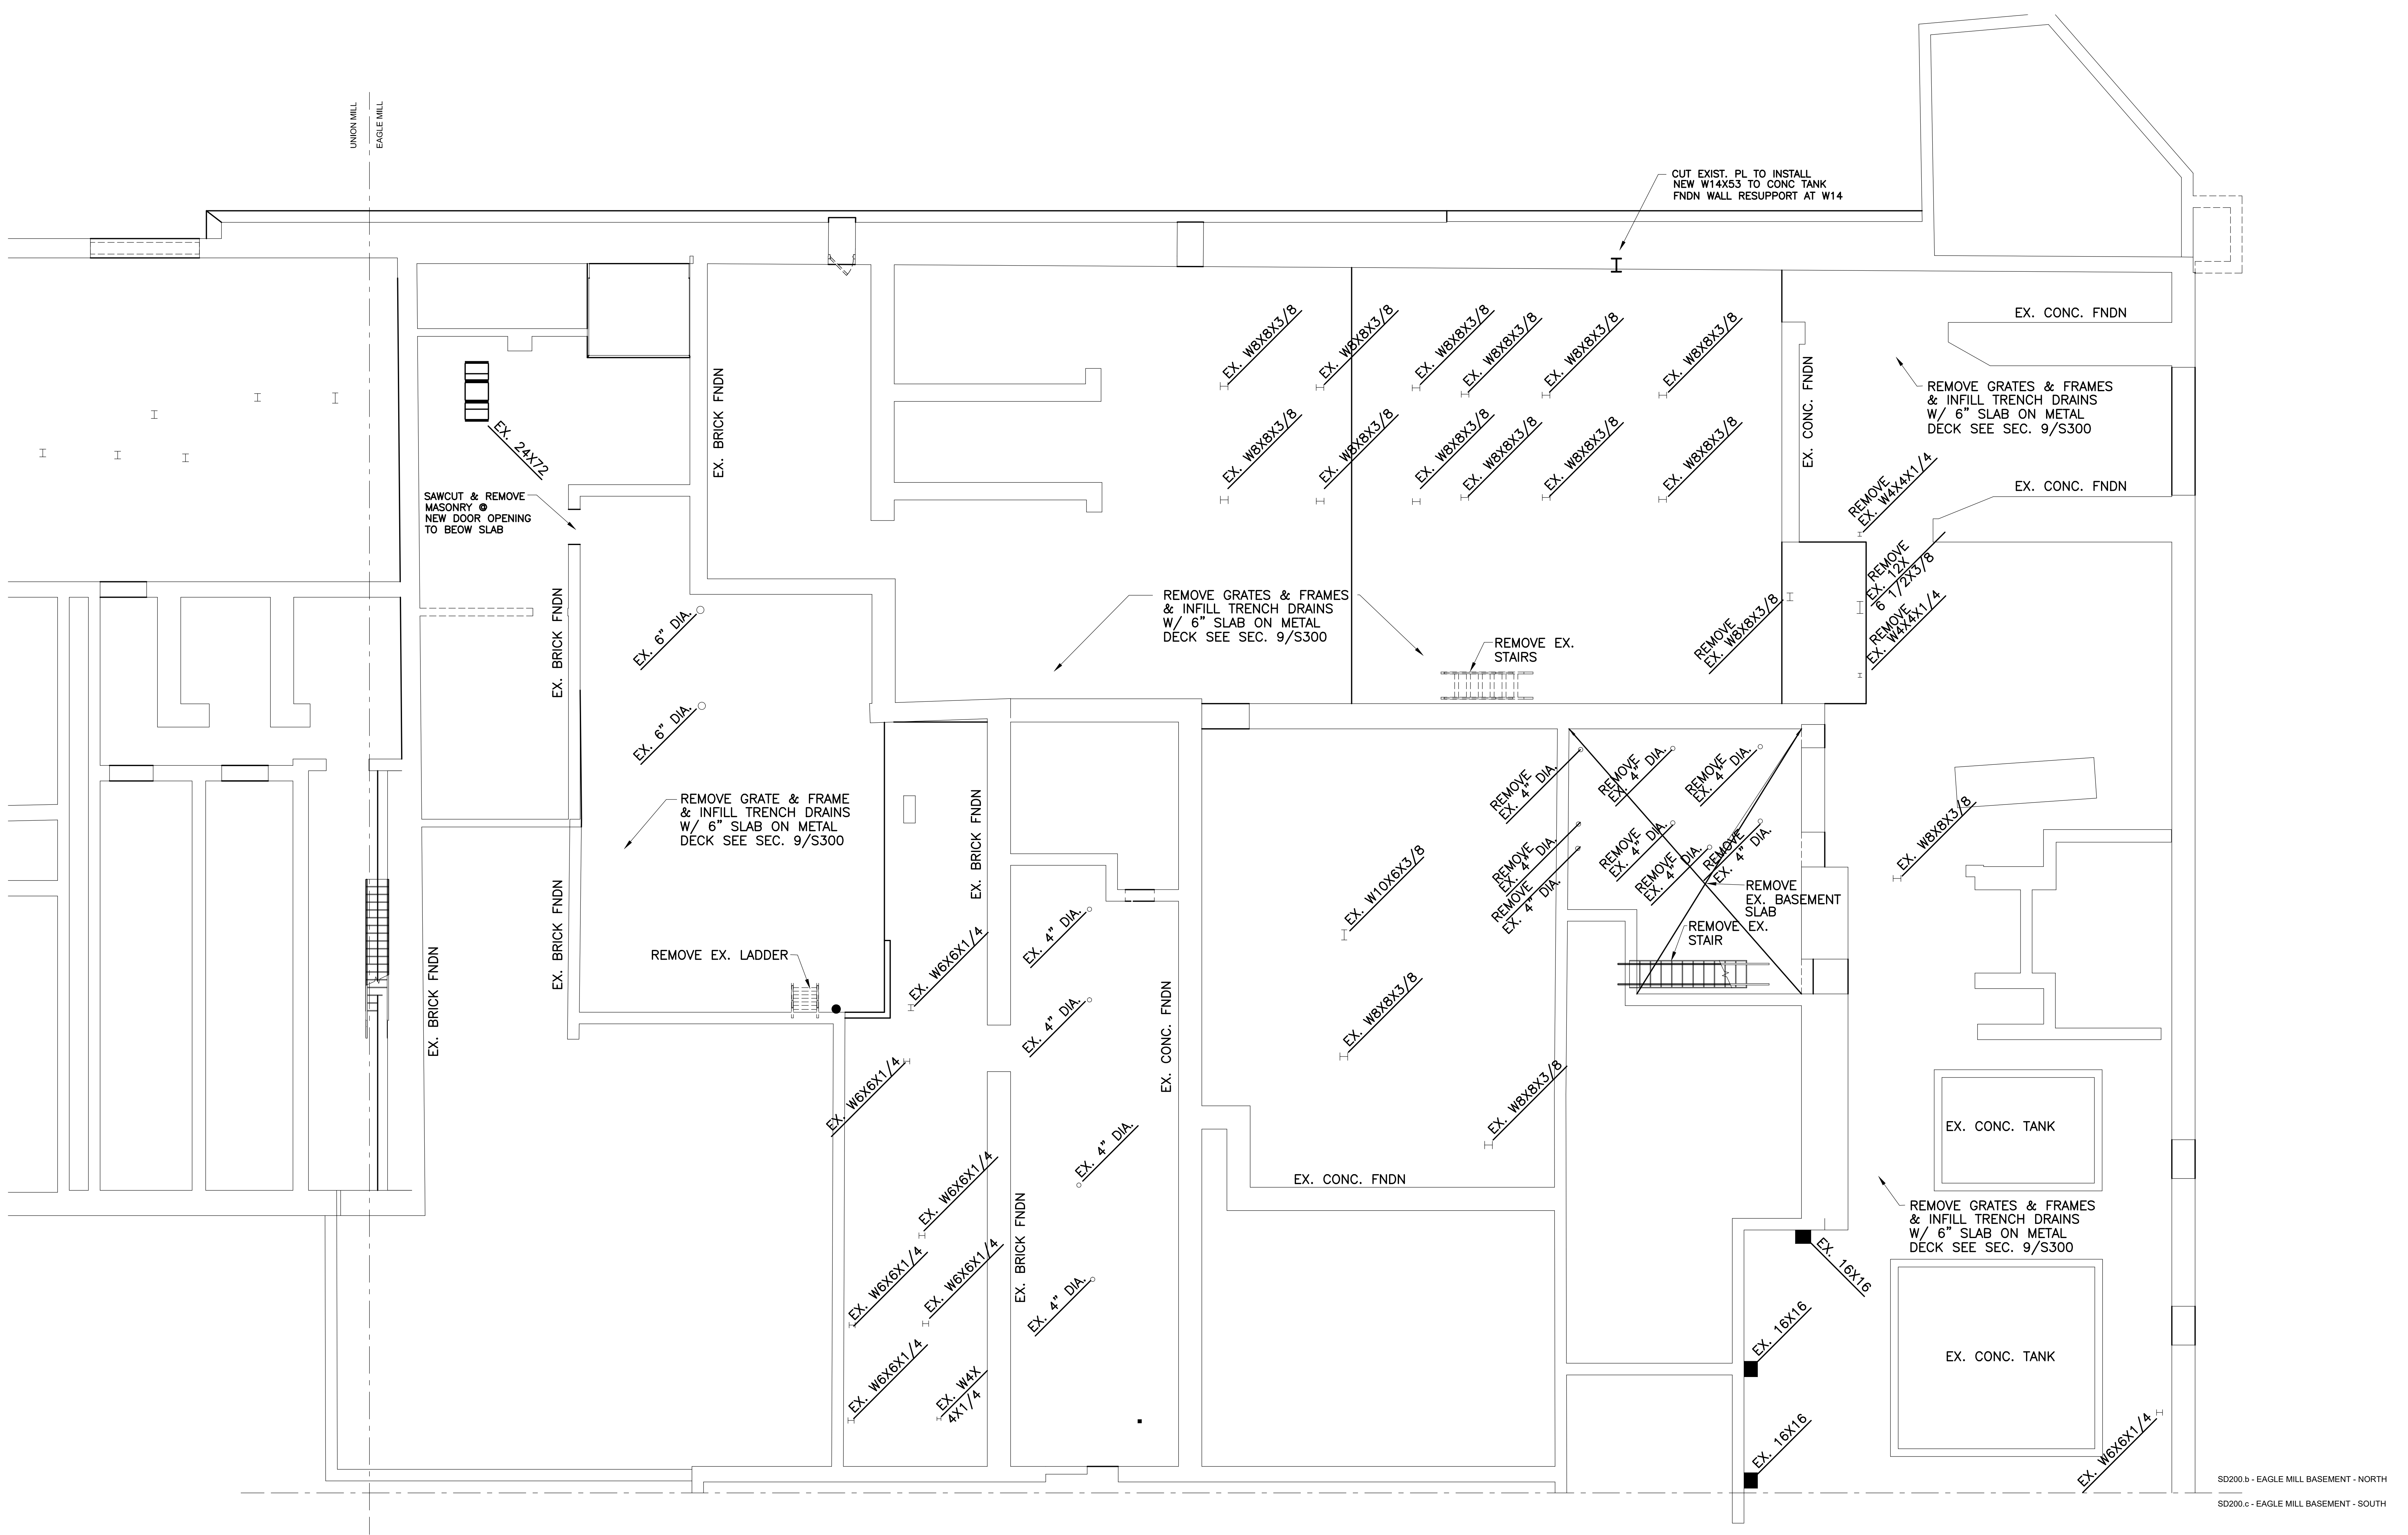 UNION MILL
EAGLE MILL
CUT EXIST. PL TO INSTALL
NEW W14X53 TO CONC TANK
FNDN WALL RESUPPORT AT W14
EX. W8X8X3/8
EX. W8X8X3/8
EX. W8X8X3/8
EX. W8X8X3/8
EX. W8X8X3/8
EX. W8X8X3/8
EX. CONC. FNDN
EX. BRICK FNDN
EX. CONC. FNDN
REMOVE GRATES & FRAMES
& INFILL TRENCH DRAINS
W/ 6" SLAB ON METAL
DECK SEE SEC. 9/S300
EX. 24X72
EX. W8X8X3/8
EX. W8X8X3/8
EX. W8X8X3/8
EX. W8X8X3/8
EX. W8X8X3/8
EX. W8X8X3/8
SAWCUT & REMOVE
MASONRY @
NEW DOOR OPENING
TO BEOW SLAB
EX. CONC. FNDN
REMOVE
EX. W4X4X1/4
REMOVE
EX. 12X
6 1/2X3/8
REMOVE
EX. W4X4X1/4
REMOVE
EX. W8X8X3/8
EX. BRICK FNDN
EX. 6" DIA.
EX. 6" DIA.
REMOVE GRATES & FRAMES
& INFILL TRENCH DRAINS
W/ 6" SLAB ON METAL
DECK SEE SEC. 9/S300
REMOVE EX.
STAIRS
REMOVE GRATE & FRAME
& INFILL TRENCH DRAINS
W/ 6" SLAB ON METAL
DECK SEE SEC. 9/S300
EX. BRICK FNDN
REMOVE
EX. 4" DIA.
REMOVE
EX. 4" DIA.
REMOVE
EX. 4" DIA.
REMOVE
EX. 4" DIA.
REMOVE
EX. 4" DIA.
REMOVE
EX. 4" DIA.
REMOVE
EX. 4" DIA.
REMOVE
EX. 4" DIA.
REMOVE
EX. 4" DIA.
EX. W8X8X3/8
EX. W10X6X3/8
REMOVE
EX. BASEMENT
SLAB
REMOVE EX.
STAIR
EX. BRICK FNDN
EX. BRICK FNDN
REMOVE EX. LADDER
EX. W6X6X1/4
EX. 4" DIA.
EX. 4" DIA.
EX. CONC. FNDN
EX. W8X8X3/8
EX. W6X6X1/4
EX. W8X8X3/8
EX. 4" DIA.
EX. CONC. TANK
EX. CONC. FNDN
EX. W6X6X1/4
EX. BRICK FNDN
REMOVE GRATES & FRAMES
& INFILL TRENCH DRAINS
W/ 6" SLAB ON METAL
DECK SEE SEC. 9/S300
EX. 16X16
EX. W6X6X1/4
EX. W6X6X1/4
EX. 4" DIA.
EX. 16X16
EX. CONC. TANK
EX. W6X6X1/4
EX. W4X
4X1/4
EX. 16X16
EX. W6X6X1/4
SD200.b - EAGLE MILL BASEMENT - NORTH
SD200.c - EAGLE MILL BASEMENT - SOUTH